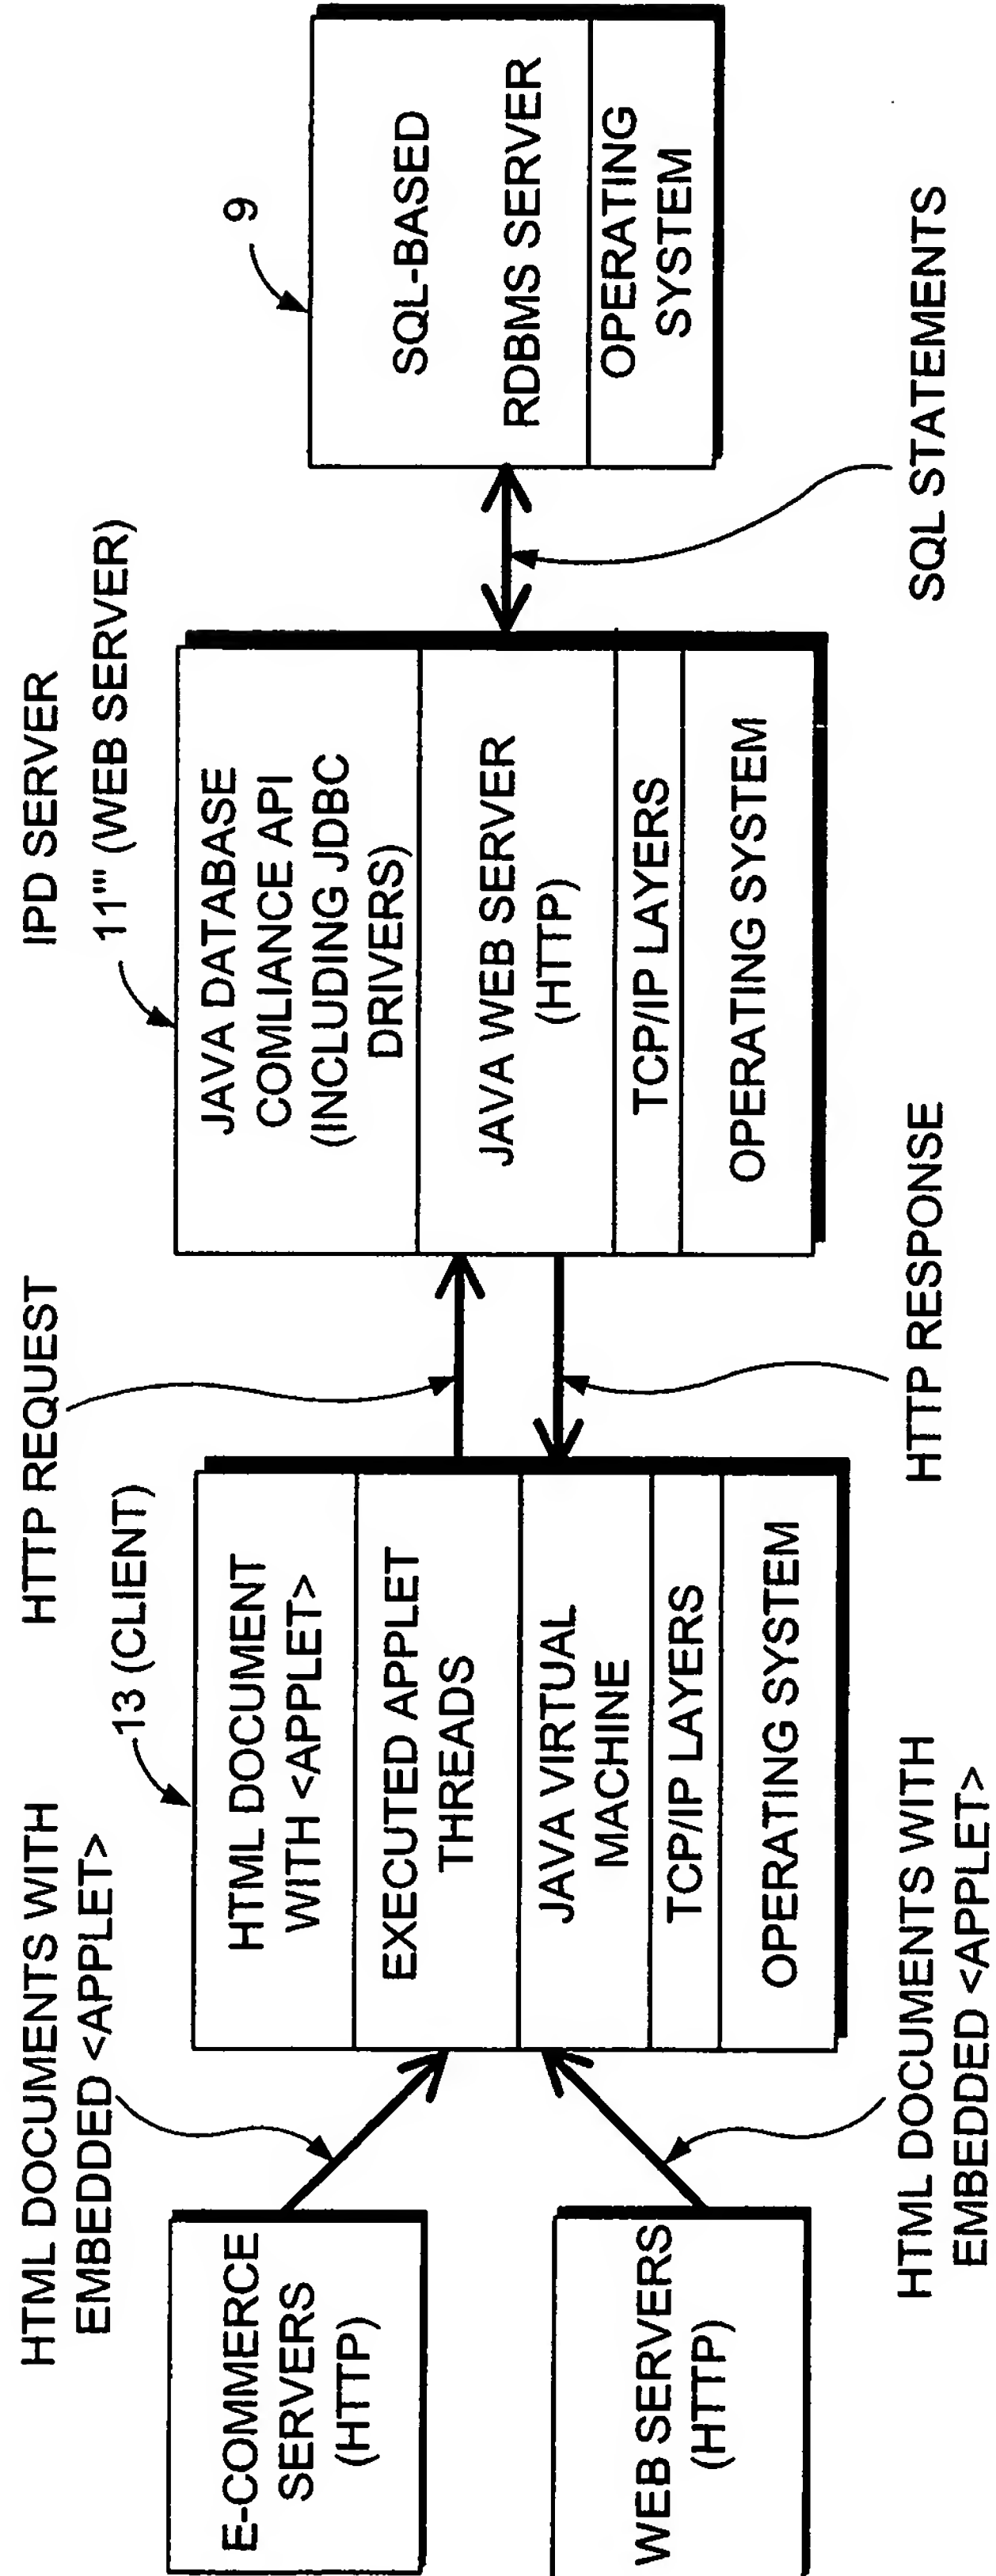 HTML DOCUMENTS WITH
EMBEDDED <APPLET>
E-COMMERCE
SERVERS
(HTTP)
WEB SERVERS
(HTTP)
HTML DOCUMENTS WITH
EMBEDDED <APPLET>
13 (CLIENT)
HTML DOCUMENT
WITH <APPLET>
EXECUTED APPLET
THREADS
JAVA VIRTUAL
MACHINE
TCP/IP LAYERS
OPERATING SYSTEM
HTTP REQUEST
HTTP RESPONSE
IPD SERVER
11''' (WEB SERVER)
JAVA DATABASE
COMLIANCE API
(INCLUDING JDBC
DRIVERS)
JAVA WEB SERVER
(HTTP)
TCP/IP LAYERS
OPERATING SYSTEM
SQL STATEMENTS
9
SQL-BASED
RDBMS SERVER
OPERATING
SYSTEM